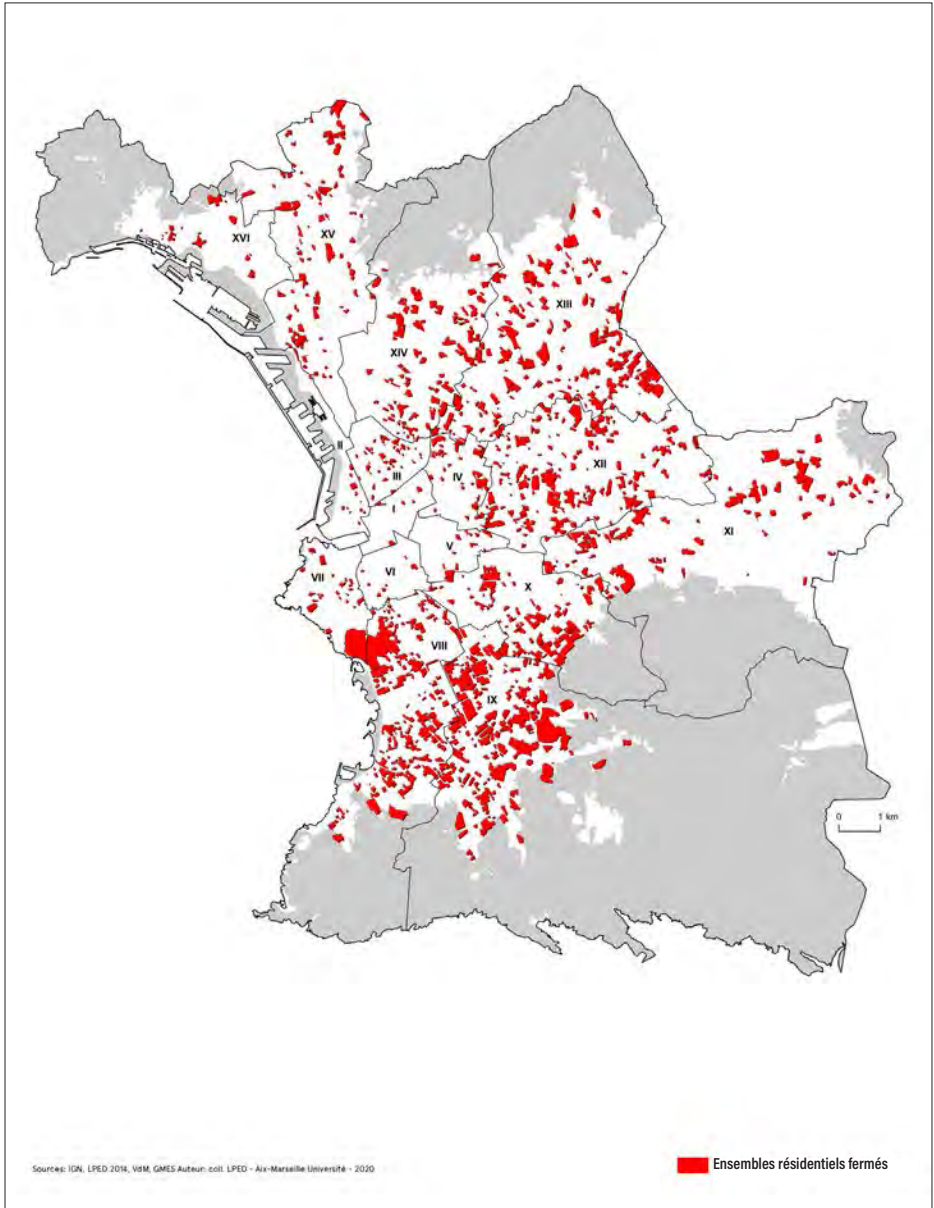 XVI
XV
XIII
XIV
II
XII
III
IV
I
XI
V
VII
VI
X
VIII
IX
0 1 km
Sources: IGN, LPED 2014, VdM, GMES Auteur: coll. LPED - Aix-Marseille Université - 2020
Ensembles résidentiels fermés